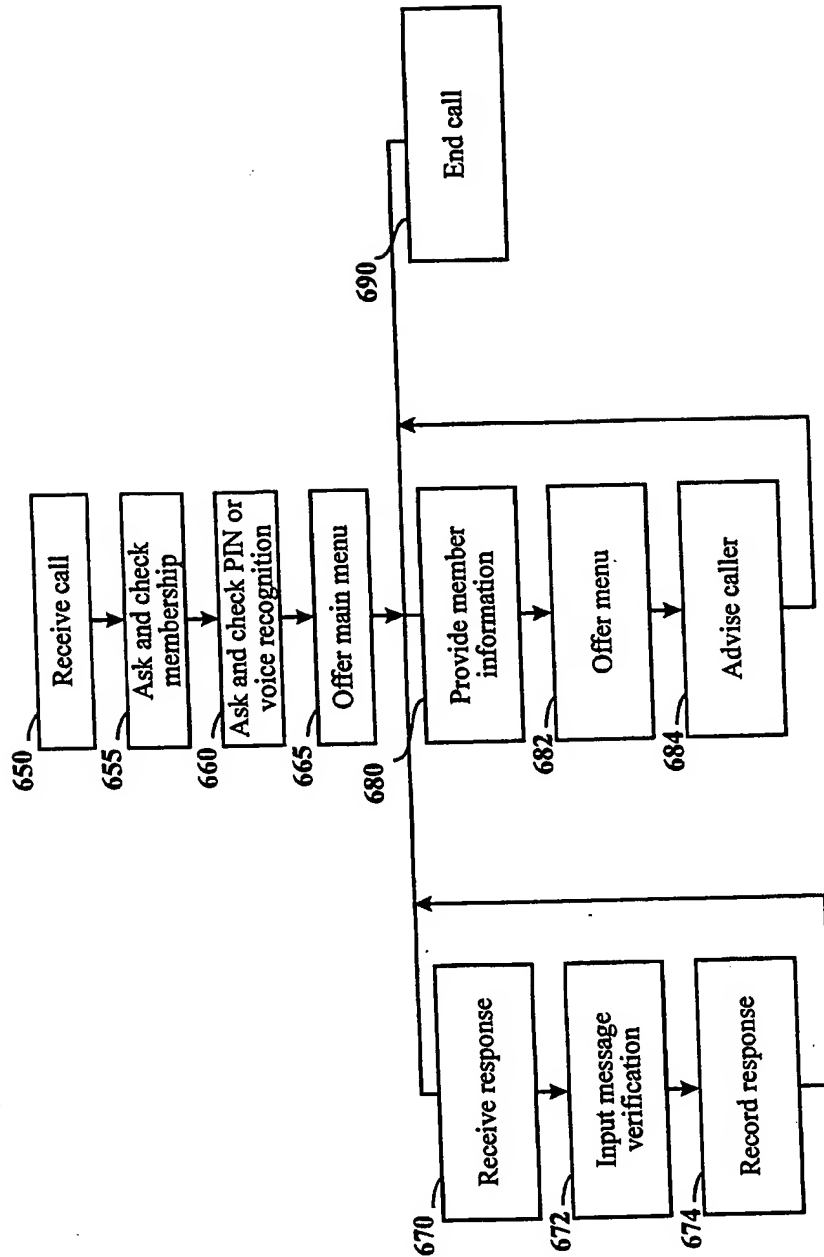 650
Receive call
655
Ask and check
membership
660
Ask and check PIN or
voice recognition
665
Offer main menu
670
Receive response
672
Input message
verification
674
Record response
680
Provide member
information
682
Offer menu
684
Advise caller
690
End call